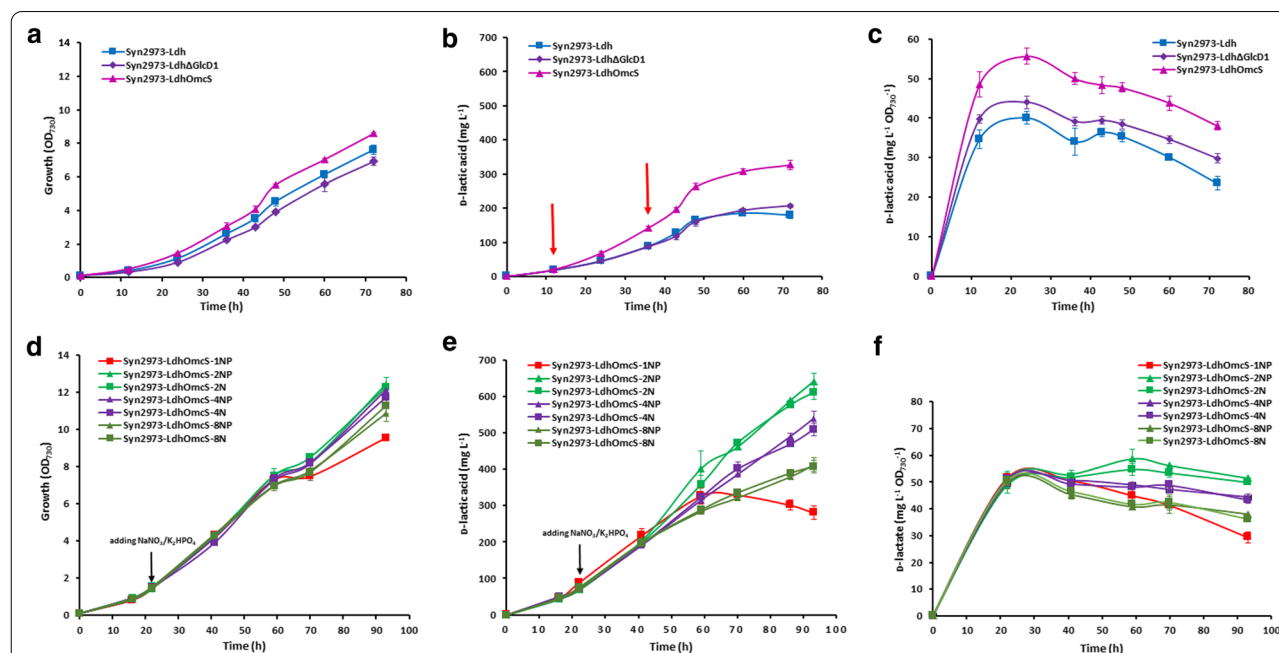 a
14
12
10
8
6
4
2
0
Growth (OD730)
Syn2973-Ldh
Syn2973-LdhΔGlcD1
Syn2973-LdhOmcS
0 10 20 30 40 50 60 70 80
Time (h)
b
700
600
500
400
300
200
100
0
D-lactic acid (mg L-1)
Syn2973-Ldh
Syn2973-LdhΔGlcD1
Syn2973-LdhOmcS
0 10 20 30 40 50 60 70 80
Time (h)
c
60
50
40
30
20
10
0
D-lactic acid (mg L-1 OD730-1)
Syn2973-Ldh
Syn2973-LdhΔGlcD1
Syn2973-LdhOmcS
0 10 20 30 40 50 60 70 80
Time (h)
d
14
12
10
8
6
4
2
0
Growth (OD730)
Syn2973-LdhOmcS-1NP
Syn2973-LdhOmcS-2NP
Syn2973-LdhOmcS-2N
Syn2973-LdhOmcS-4NP
Syn2973-LdhOmcS-4N
Syn2973-LdhOmcS-8NP
Syn2973-LdhOmcS-8N
adding NaNO3/K2HPO4
0 10 20 30 40 50 60 70 80 90 100
Time (h)
e
700
600
500
400
300
200
100
0
D-lactic acid (mg L-1)
Syn2973-LdhOmcS-1NP
Syn2973-LdhOmcS-2NP
Syn2973-LdhOmcS-2N
Syn2973-LdhOmcS-4NP
Syn2973-LdhOmcS-4N
Syn2973-LdhOmcS-8NP
Syn2973-LdhOmcS-8N
adding NaNO3/K2HPO4
0 10 20 30 40 50 60 70 80 90 100
Time (h)
f
80
70
60
50
40
30
20
10
0
D-lactate (mg L-1 OD730-1)
Syn2973-LdhOmcS-1NP
Syn2973-LdhOmcS-2NP
Syn2973-LdhOmcS-2N
Syn2973-LdhOmcS-4NP
Syn2973-LdhOmcS-4N
Syn2973-LdhOmcS-8NP
Syn2973-LdhOmcS-8N
0 10 20 30 40 50 60 70 80 90 100
Time (h)